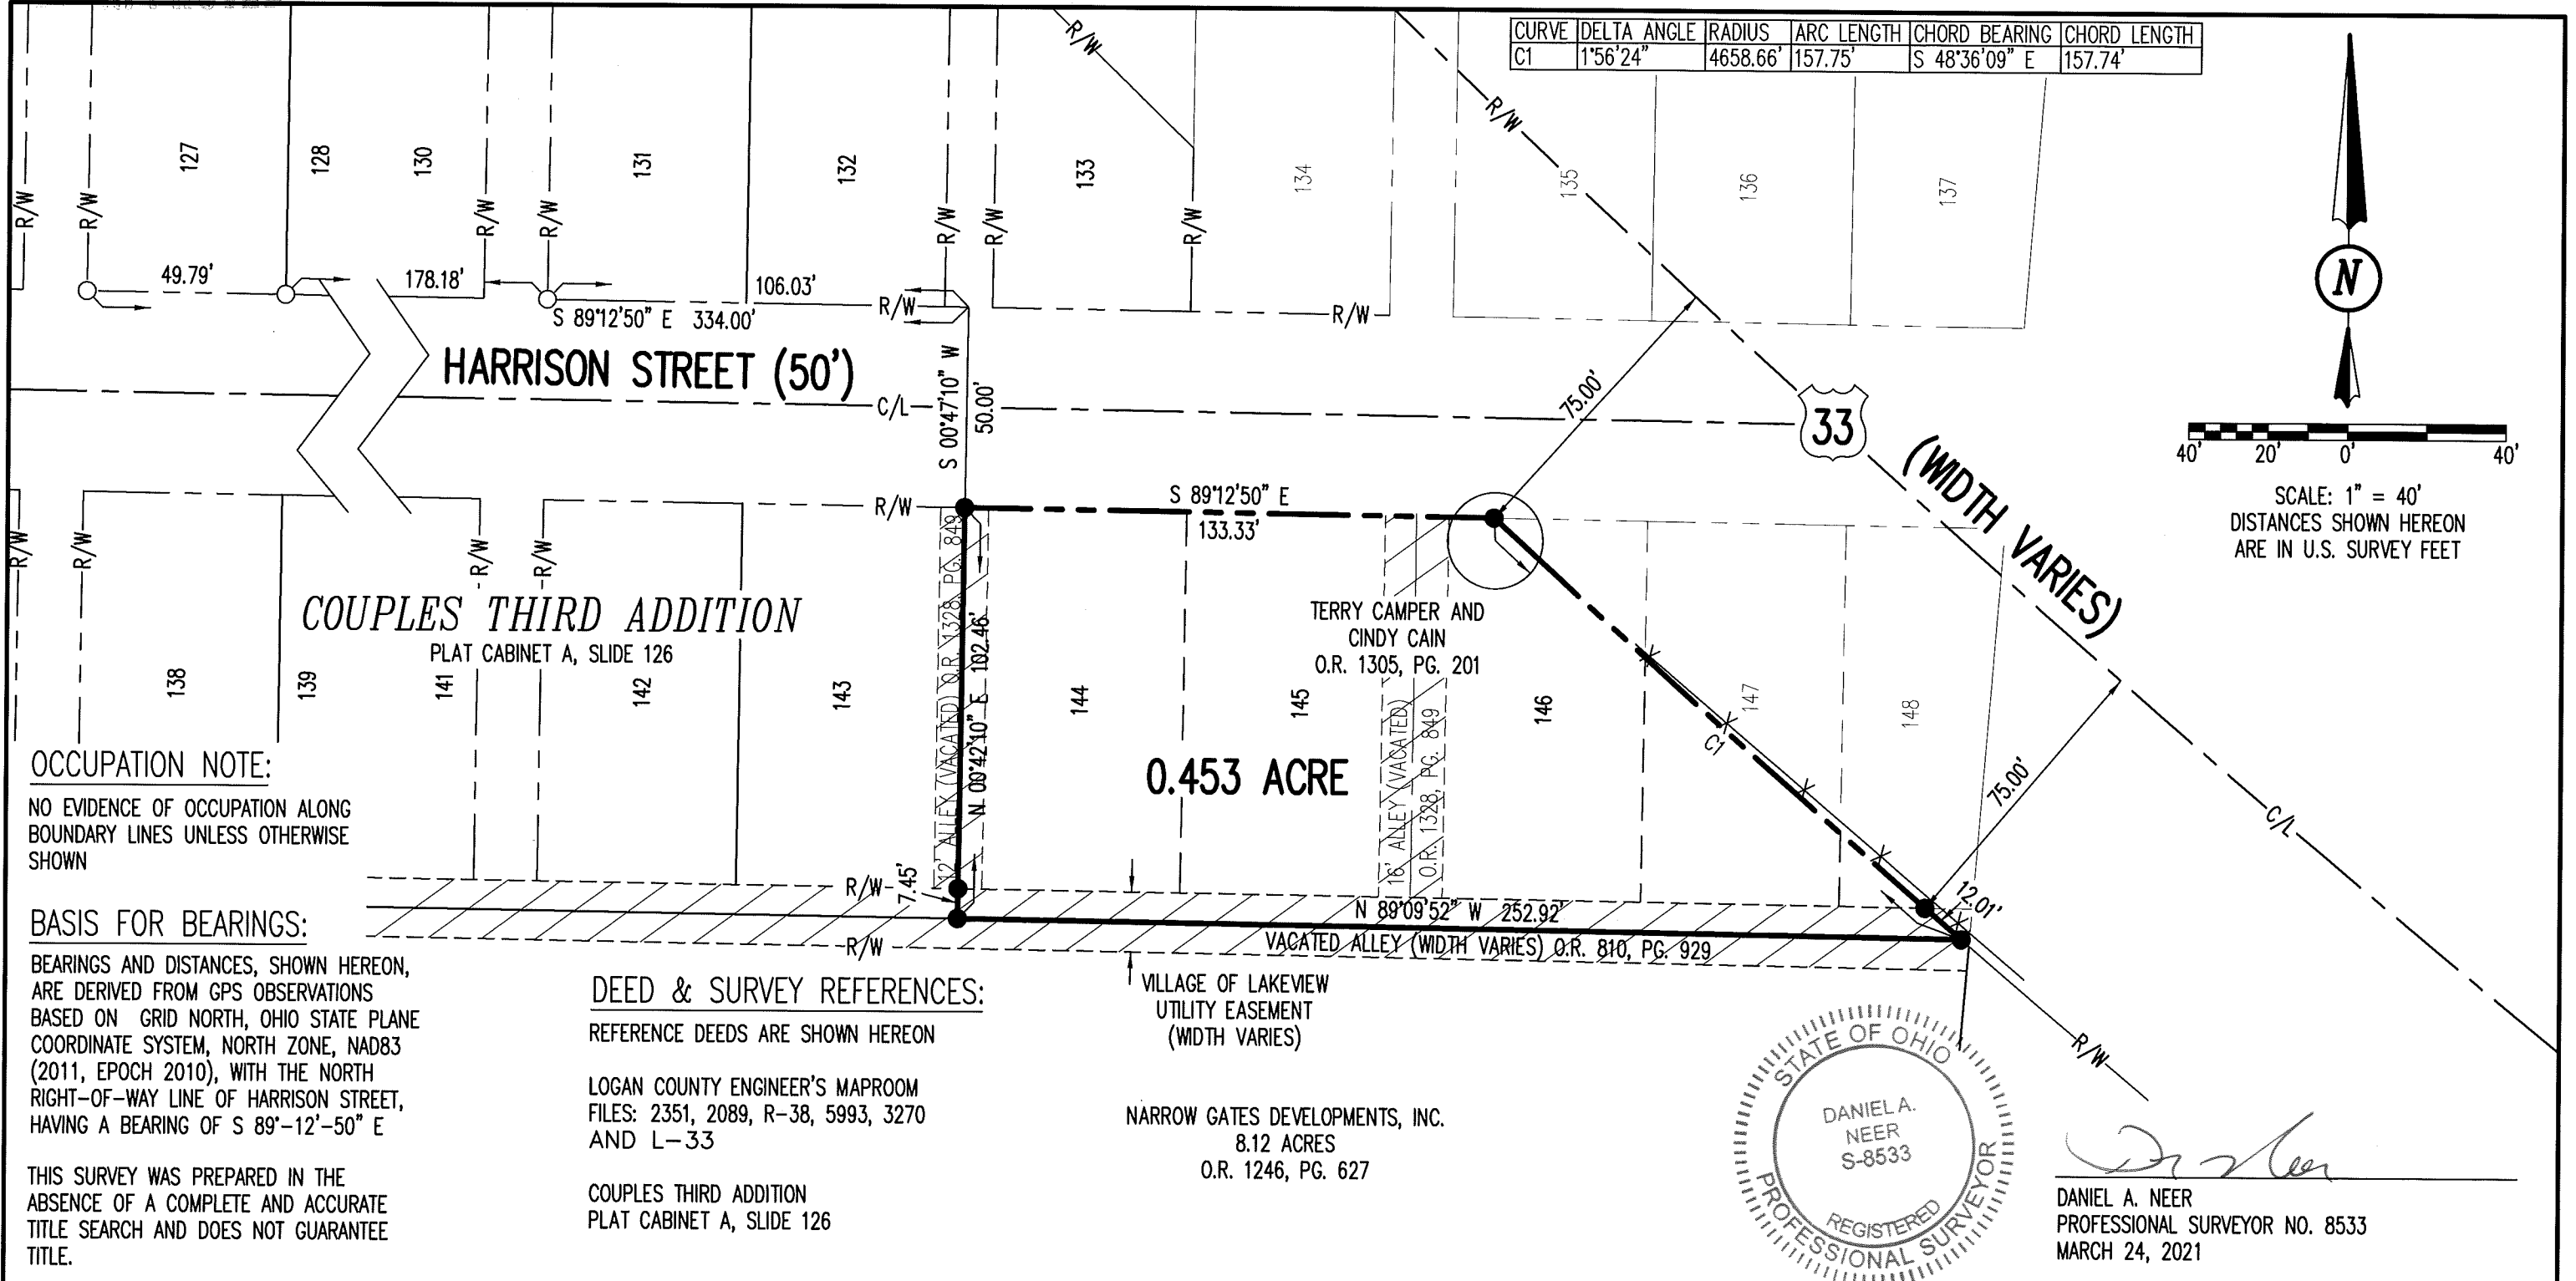 CURVE DELTA ANGLE RADIUS ARC LENGTH CHORD BEARING CHORD LENGTH
C1 1°56'24" 4658.66' 157.75' S 48°36'09" E 157.74'
R/W
R/W
127
128
130
131
132
133
134
135
136
137
R/W
R/W
R/W
R/W
R/W
R/W
R/W
49.79'
178.18'
106.03'
R/W
R/W
S 89°12'50" E 334.00'
HARRISON STREET (50')
C/L
S 00°47'10" W
50.00'
75.00'
33
(WIDTH VARIES)
N
40' 20' 0' 40'
SCALE: 1" = 40'
DISTANCES SHOWN HEREON
ARE IN U.S. SURVEY FEET
R/W
S 89°12'50" E
133.33'
R/W
R/W
R/W
R/W
COUPLES THIRD ADDITION
PLAT CABINET A, SLIDE 126
12' ALLEY (VACATED) O.R. 1328, PG. 849
N 00°42'10" E 102.46'
TERRY CAMPER AND
CINDY CAIN
O.R. 1305, PG. 201
138
139
141
142
143
144
145
146
147
148
16' ALLEY (VACATED)
O.R. 1328, PG. 849
C1
0.453 ACRE
75.00'
C/L
OCCUPATION NOTE:
NO EVIDENCE OF OCCUPATION ALONG
BOUNDARY LINES UNLESS OTHERWISE
SHOWN
R/W
7.45'
12.01'
N 89°09'52" W 252.92'
R/W
VACATED ALLEY (WIDTH VARIES) O.R. 810, PG. 929
BASIS FOR BEARINGS:
BEARINGS AND DISTANCES, SHOWN HEREON,
ARE DERIVED FROM GPS OBSERVATIONS
BASED ON GRID NORTH, OHIO STATE PLANE
COORDINATE SYSTEM, NORTH ZONE, NAD83
(2011, EPOCH 2010), WITH THE NORTH
RIGHT-OF-WAY LINE OF HARRISON STREET,
HAVING A BEARING OF S 89°-12'-50" E
THIS SURVEY WAS PREPARED IN THE
ABSENCE OF A COMPLETE AND ACCURATE
TITLE SEARCH AND DOES NOT GUARANTEE
TITLE.
DEED & SURVEY REFERENCES:
REFERENCE DEEDS ARE SHOWN HEREON
LOGAN COUNTY ENGINEER'S MAPROOM
FILES: 2351, 2089, R-38, 5993, 3270
AND L-33
COUPLES THIRD ADDITION
PLAT CABINET A, SLIDE 126
VILLAGE OF LAKEVIEW
UTILITY EASEMENT
(WIDTH VARIES)
NARROW GATES DEVELOPMENTS, INC.
8.12 ACRES
O.R. 1246, PG. 627
R/W
STATE OF OHIO
DANIEL A.
NEER
S-8533
REGISTERED
PROFESSIONAL SURVEYOR
DANIEL A. NEER
PROFESSIONAL SURVEYOR NO. 8533
MARCH 24, 2021